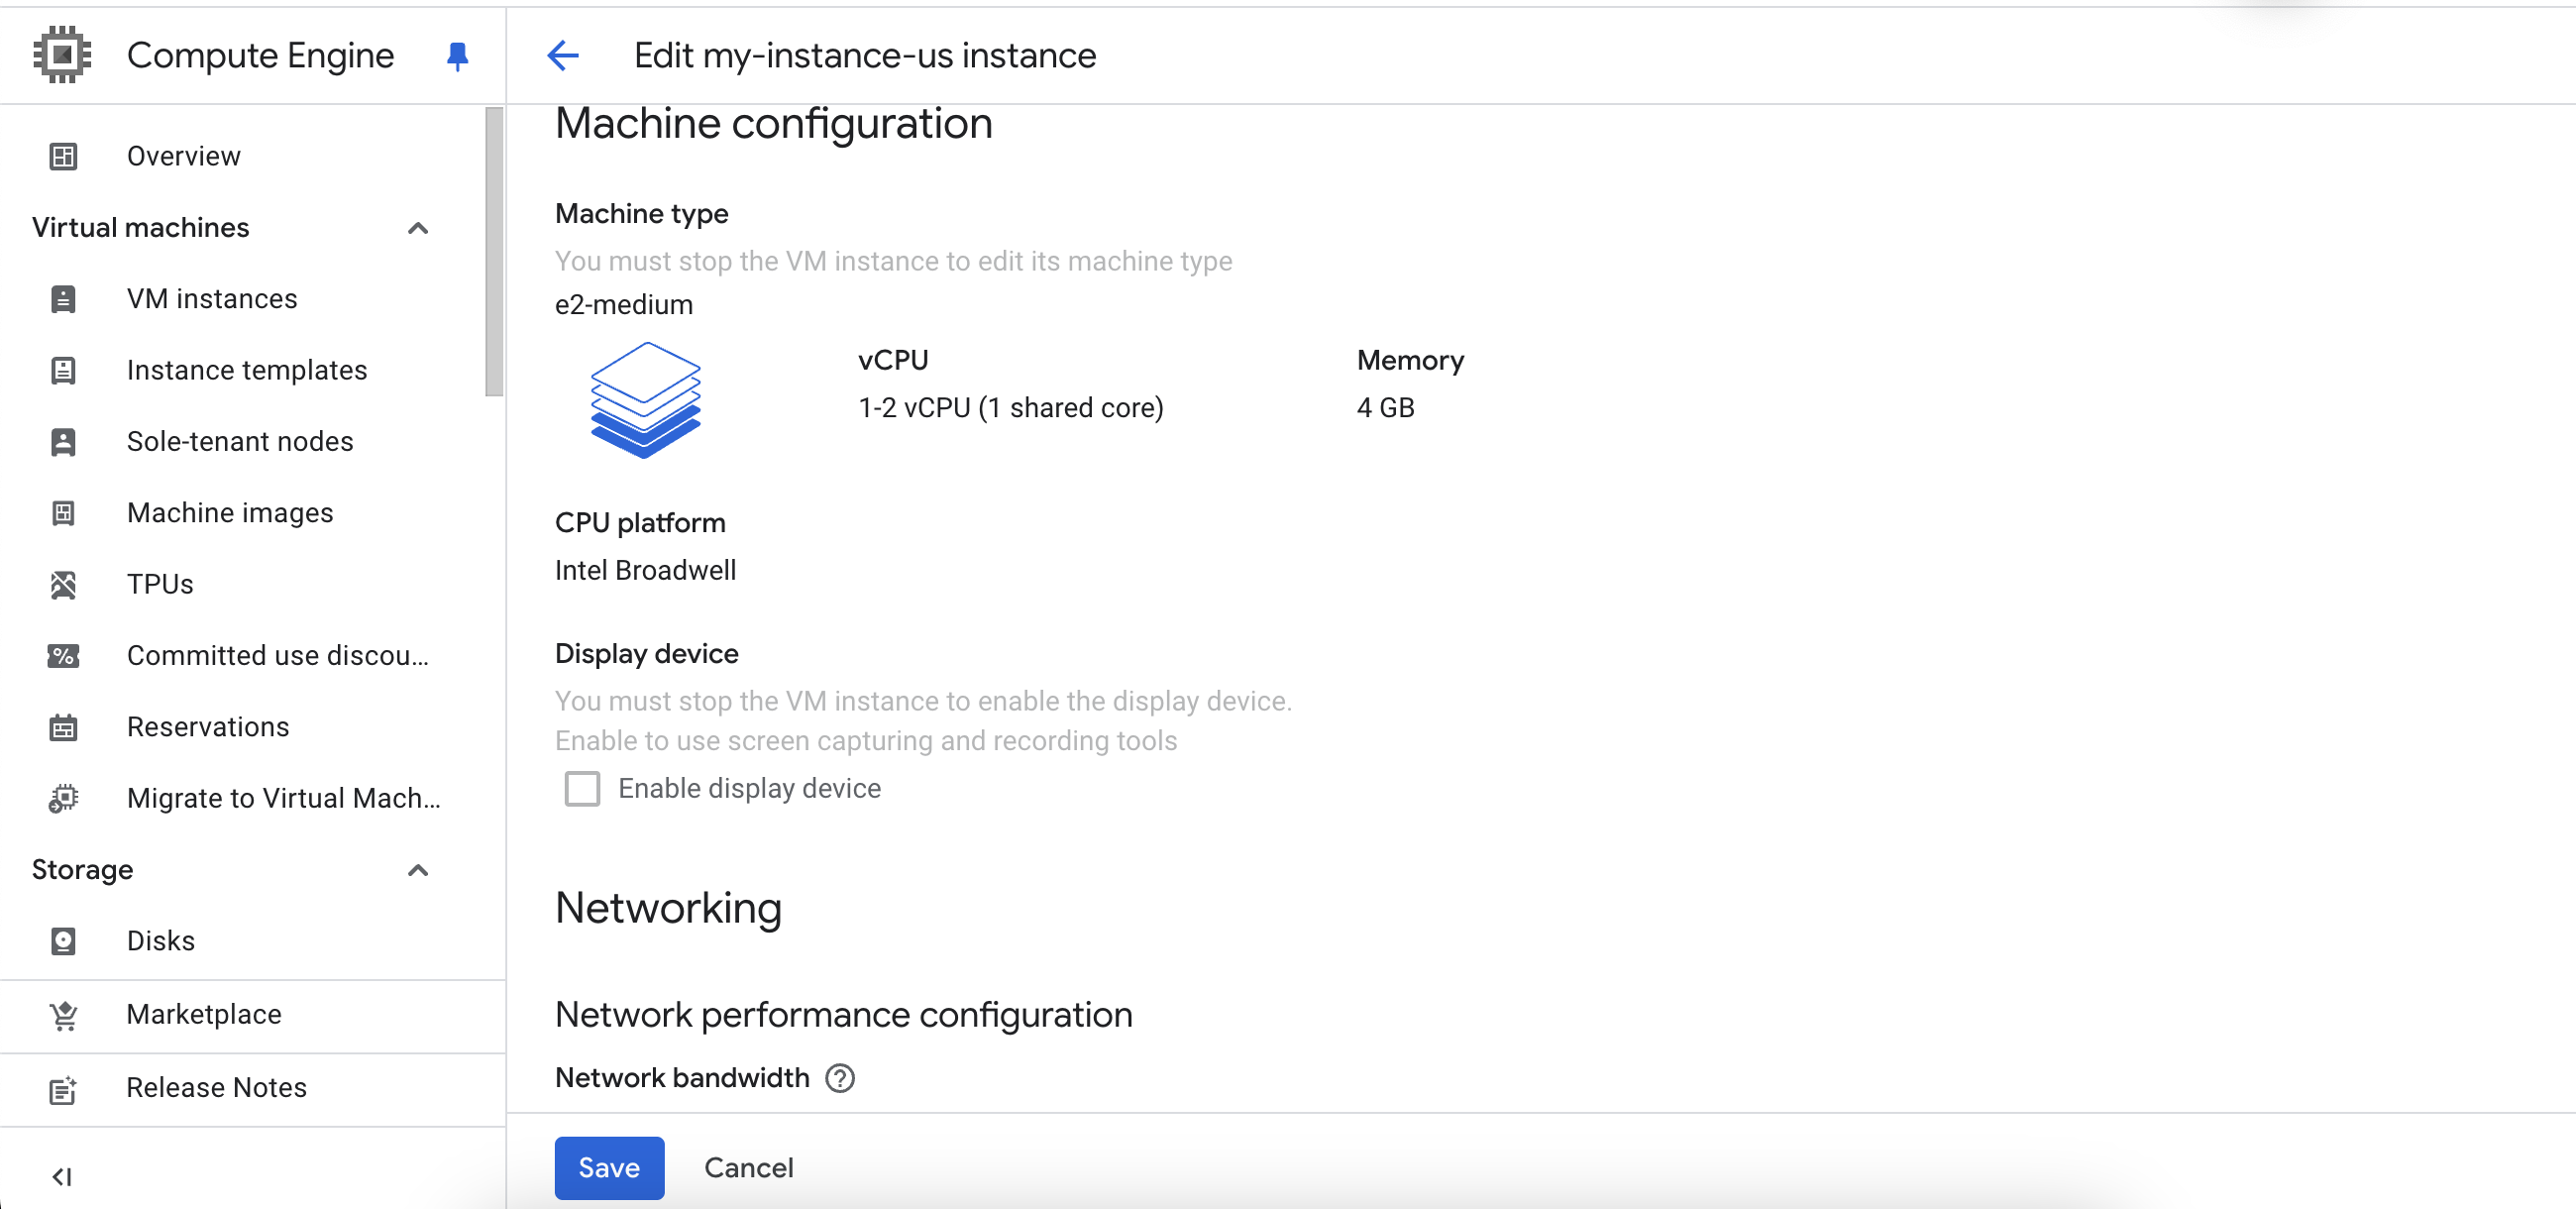 Compute Engine
Overview
Virtual machines
VM instances
Instance templates
Sole-tenant nodes
Machine images
TPUs
Committed use discou...
Reservations
Migrate to Virtual Mach...
Storage
Disks
Marketplace
Release Notes
Edit my-instance-us instance
Machine configuration
Machine type
You must stop the VM instance to edit its machine type
e2-medium
vCPU
1-2 vCPU (1 shared core)
Memory
4 GB
CPU platform
Intel Broadwell
Display device
You must stop the VM instance to enable the display device.
Enable to use screen capturing and recording tools
Enable display device
Networking
Network performance configuration
Network bandwidth
Save
Cancel